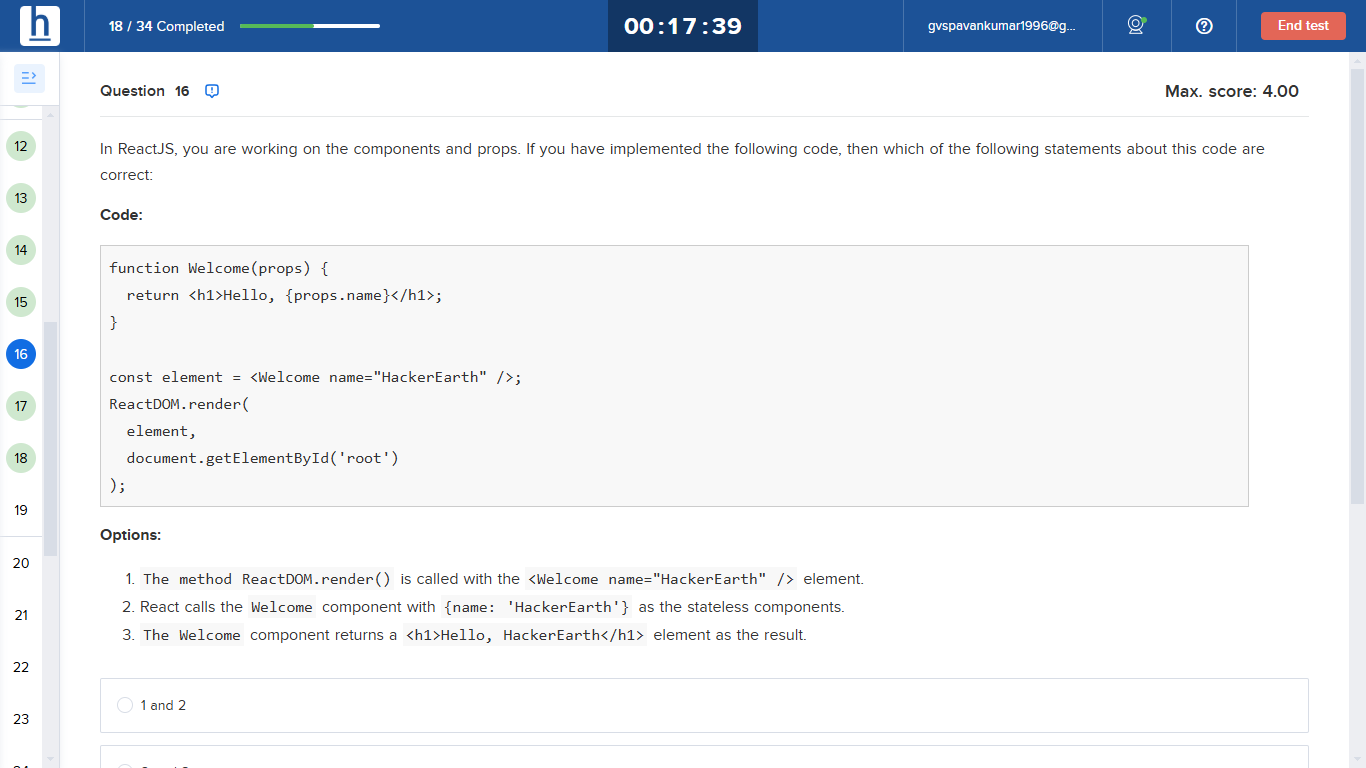 h
18 / 34 Completed
00:17:39
gvspavankumar1996@g...
End test
12
13
14
15
16
17
18
19
20
21
22
23
Question 16
Max. score: 4.00
In ReactJS, you are working on the components and props. If you have implemented the following code, then which of the following statements about this code are
correct:
Code:
function Welcome(props) {
  return <h1>Hello, {props.name}</h1>;
}
const element = <Welcome name="HackerEarth" />;
ReactDOM.render(
  element,
  document.getElementById('root')
);
Options:
1. The method ReactDOM.render() is called with the <Welcome name="HackerEarth" /> element.
2. React calls the Welcome component with {name: 'HackerEarth'} as the stateless components.
3. The Welcome component returns a <h1>Hello, HackerEarth</h1> element as the result.
1 and 2